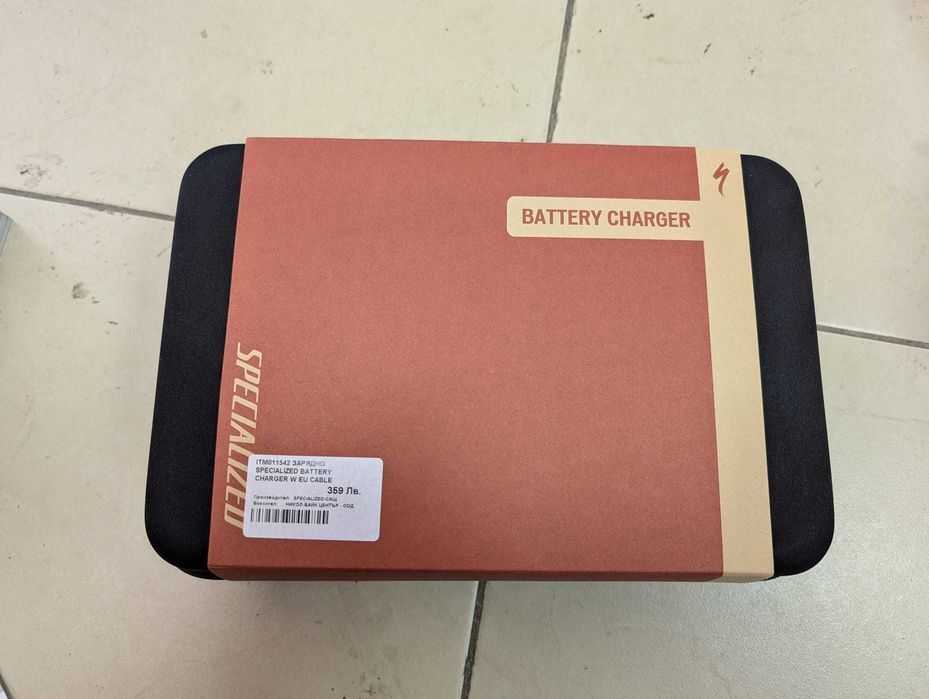 BATTERY CHARGER
SPECIALIZED
ITM011542 ЗАРЯДНО
SPECIALIZED BATTERY
CHARGER W EU CABLE
359 Лв.
Производител: SPECIALIZED-САЩ
Вносител: НИКОЛ-БАЙК ЦЕНТЪР - ООД